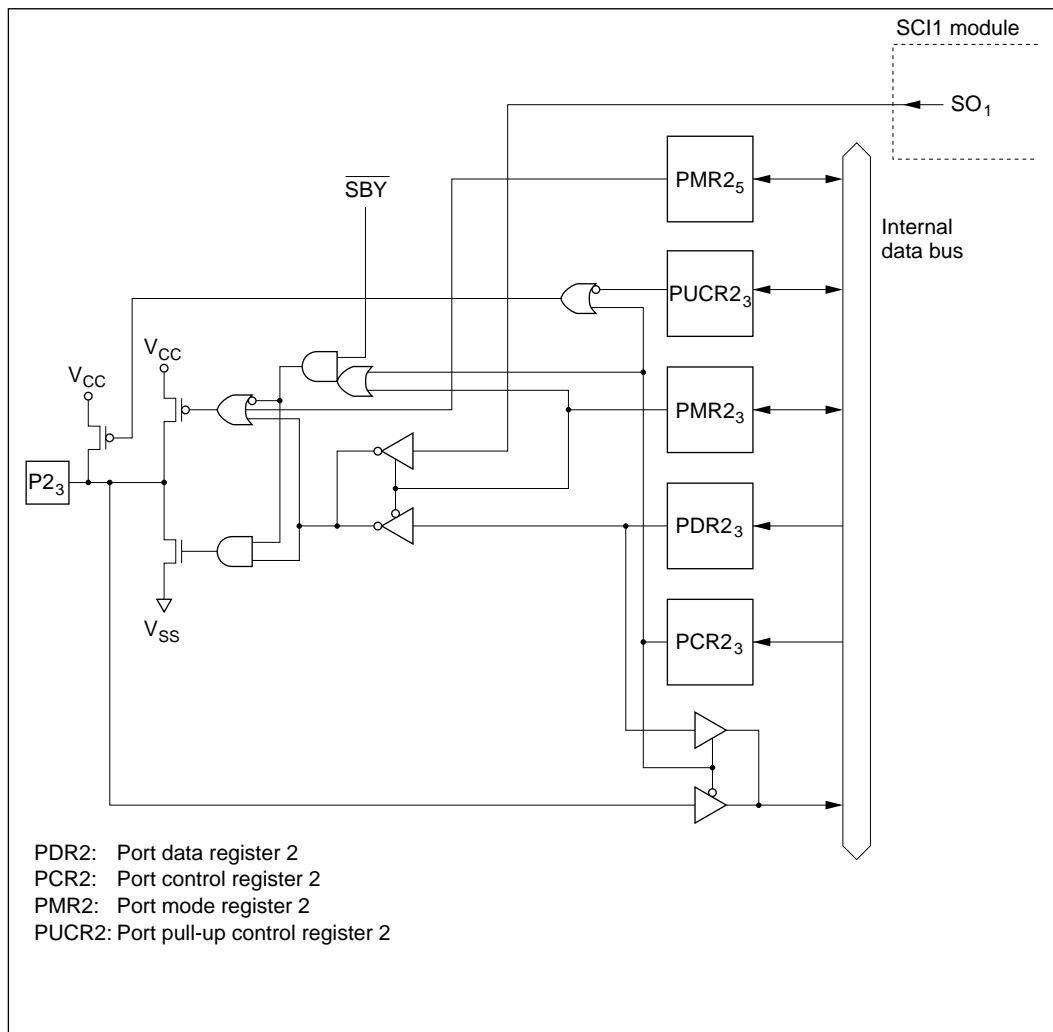 SCI1 module
SO1
PMR25
SBY
Internal
data bus
PUCR23
VCC
VCC
PMR23
P23
PDR23
VSS
PCR23
PDR2: Port data register 2
PCR2: Port control register 2
PMR2: Port mode register 2
PUCR2: Port pull-up control register 2